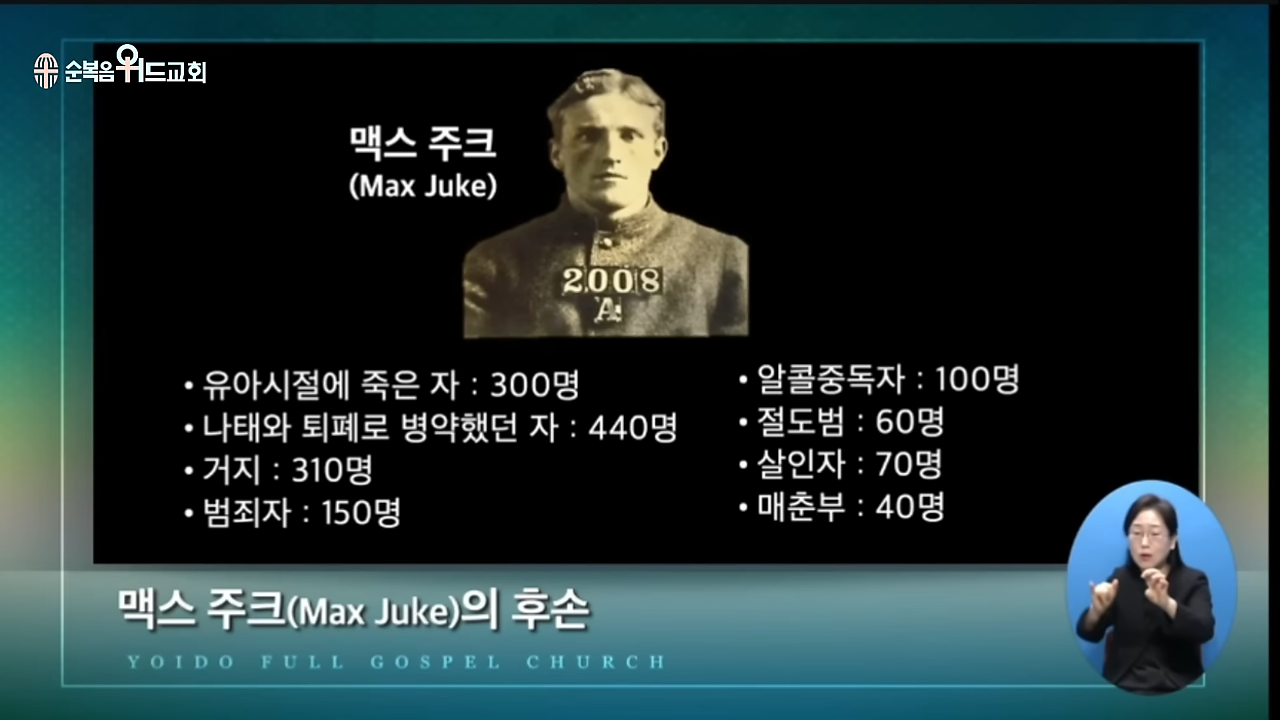 순복음워드교회
맥스 주크
(Max Juke)
2008
A
• 유아시절에 죽은 자 : 300명
• 나태와 퇴폐로 병약했던 자 : 440명
• 거지 : 310명
• 범죄자 : 150명
• 알콜중독자 : 100명
• 절도범 : 60명
• 살인자 : 70명
• 매춘부 : 40명
맥스 주크(Max Juke)의 후손
YOIDO FULL GOSPEL CHURCH